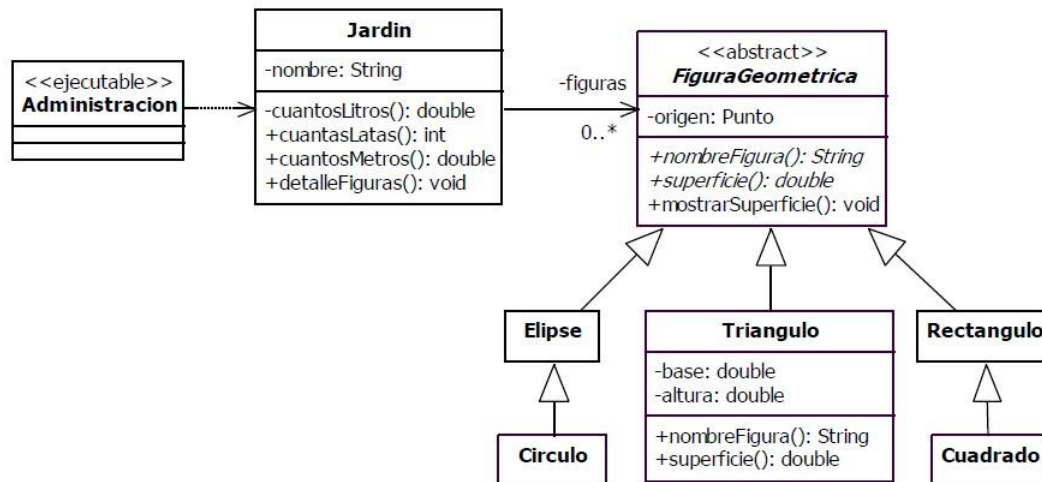 <<ejecutable>>
Administracion
Jardin
-nombre: String
-cuantosLitros(): double
+cuantasLatas(): int
+cuantosMetros(): double
+detalleFiguras(): void
-figuras
0..*
<<abstract>>
FiguraGeometrica
-origen: Punto
+nombreFigura(): String
+superficie(): double
+mostrarSuperficie(): void
Elipse
Circulo
Triangulo
-base: double
-altura: double
+nombreFigura(): String
+superficie(): double
Rectangulo
Cuadrado